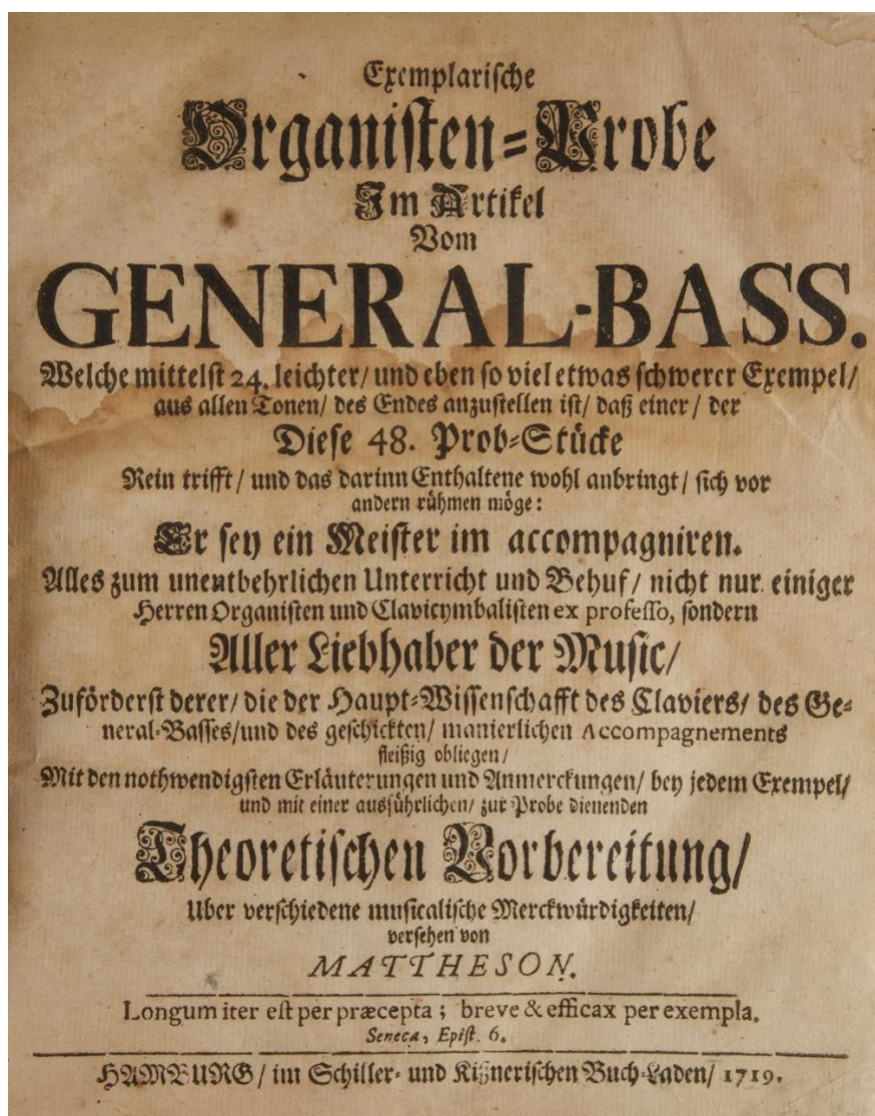 Exemplarische
Organisten-Probe
Im Artikel
Vom
GENERAL-BASS.
Welche mittelst 24. leichter/ und eben so viel etwas schwerer Exempel/
aus allen Tonen/ des Endes anzustellen ist/ daß einer/ der
Diese 48. Prob-Stücke
Rein trifft/ und das darinn Enthaltene wohl anbringt/ sich vor
andern rühmen möge:
Er sey ein Meister im accompagniren.
Alles zum unentbehrlichen Unterricht und Behuf/ nicht nur einiger
Herren Organisten und Clavicymbalisten ex professo, sondern
Aller Liebhaber der Music/
Zuförderst derer/ die der Haupt-Wissenschafft des Claviers/ des Ge-
neral-Basses/und des geschickten/ manierlichen Accompagnements
fleißig obliegen/
Mit den nothwendigsten Erläuterungen und Anmerckungen/ bey jedem Exempel/
und mit einer ausführlichen/ zur Probe dienenden
Theoretischen Vorbereitung/
Uber verschiedene musicalische Merckwürdigkeiten/
versehen von
MATTHESON.
Longum iter est per præcepta; breve & efficax per exempla.
Seneca, Epist. 6.
HAMBURG/ im Schiller- und Kißnerischen Buch-Laden/ 1719.